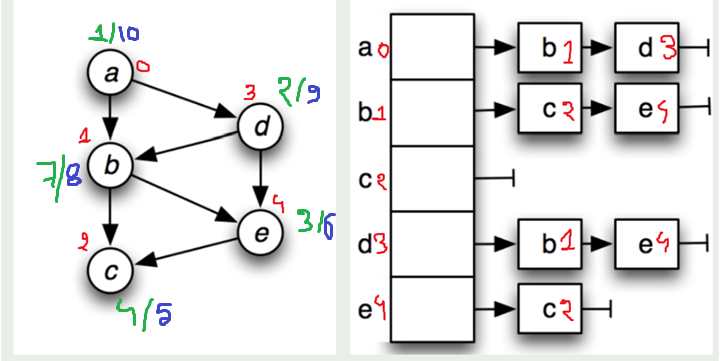 1/10
a 0
3 2/9
d
1
7/8 b
4
e 3/6
2
c
4/5
a 0 b 1 d 3
b 1 c 2 e 4
c 2
d 3 b 1 e 4
e 4 c 2